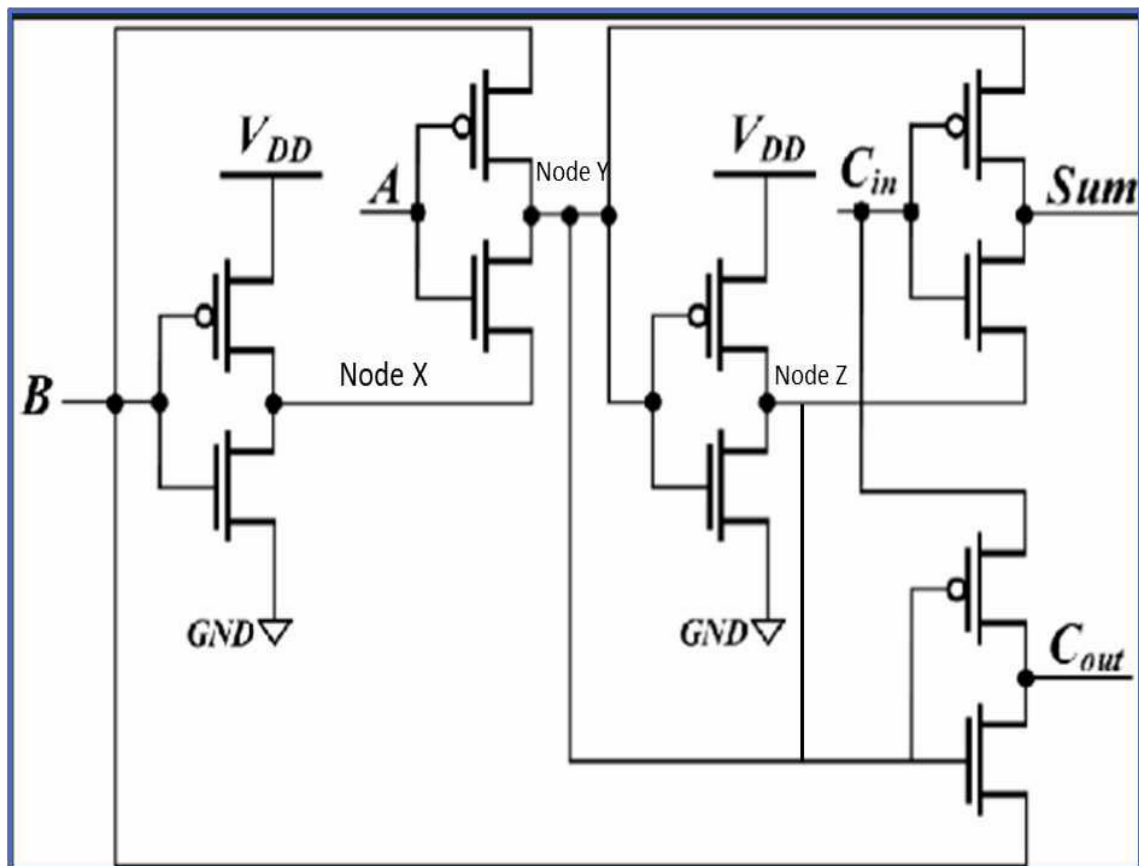 V_DD
A
Node Y
V_DD
C_in
Sum
B
Node X
Node Z
GND
GND
C_out